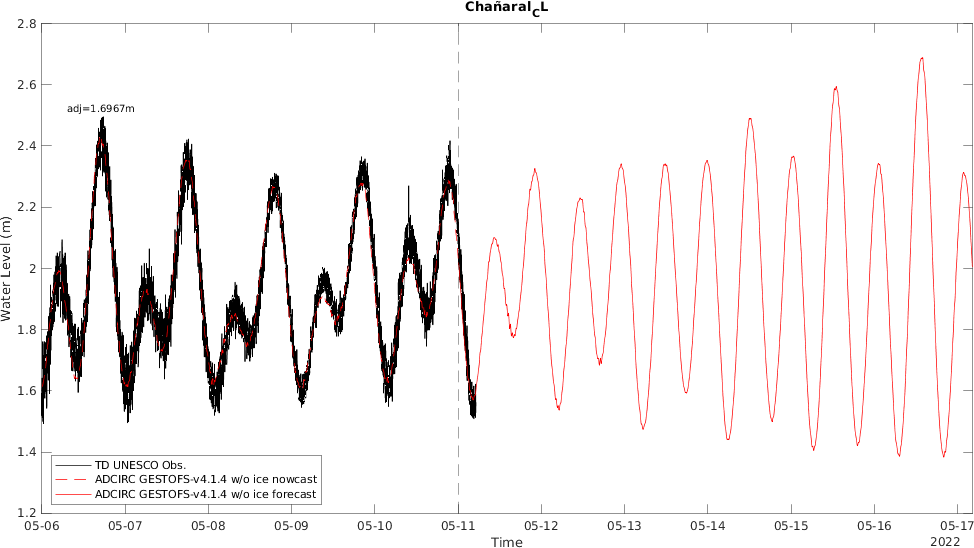 Chañaral_CL
2.8
2.6
adj=1.6967m
2.4
2.2
2
1.8
1.6
1.4
1.2
Water Level (m)
TD UNESCO Obs.
ADCIRC GESTOFS-v4.1.4 w/o ice nowcast
ADCIRC GESTOFS-v4.1.4 w/o ice forecast
05-06 05-07 05-08 05-09 05-10 05-11 05-12 05-13 05-14 05-15 05-16 05-17
Time
2022